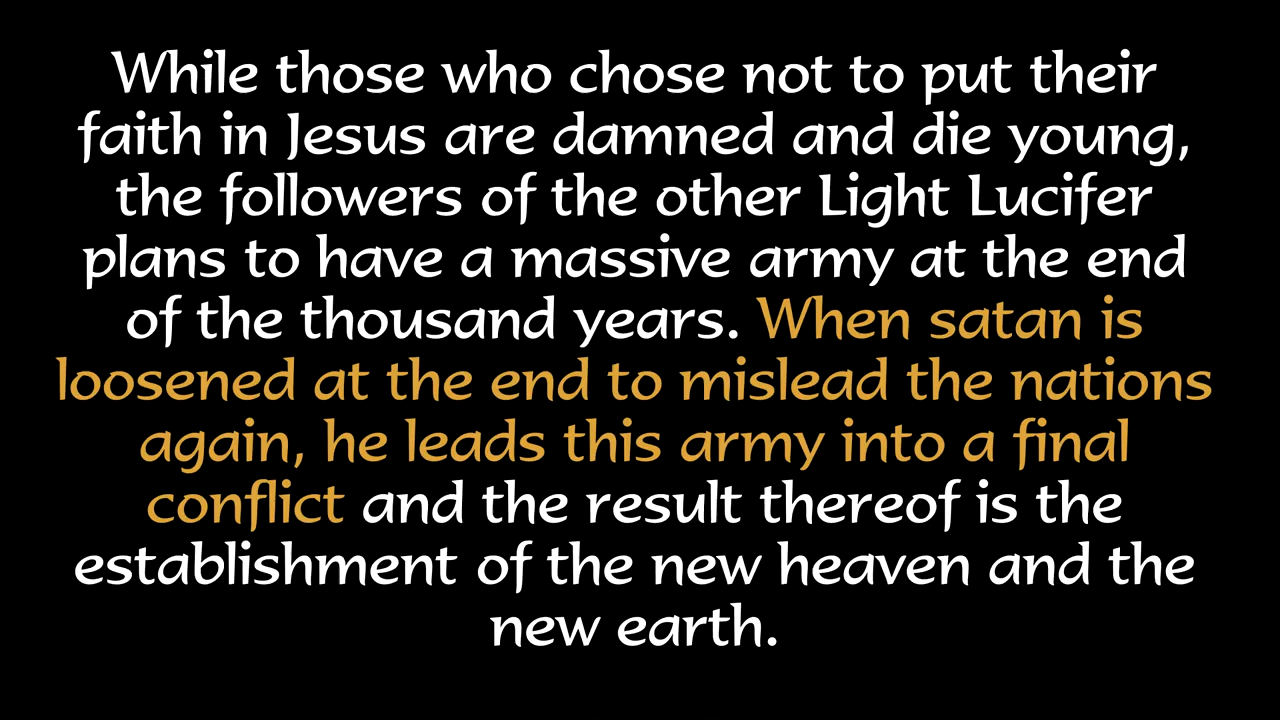 While those who chose not to put their
faith in Jesus are damned and die young,
the followers of the other Light Lucifer
plans to have a massive army at the end
of the thousand years. When satan is
loosened at the end to mislead the nations
again, he leads this army into a final
conflict and the result thereof is the
establishment of the new heaven and the
new earth.